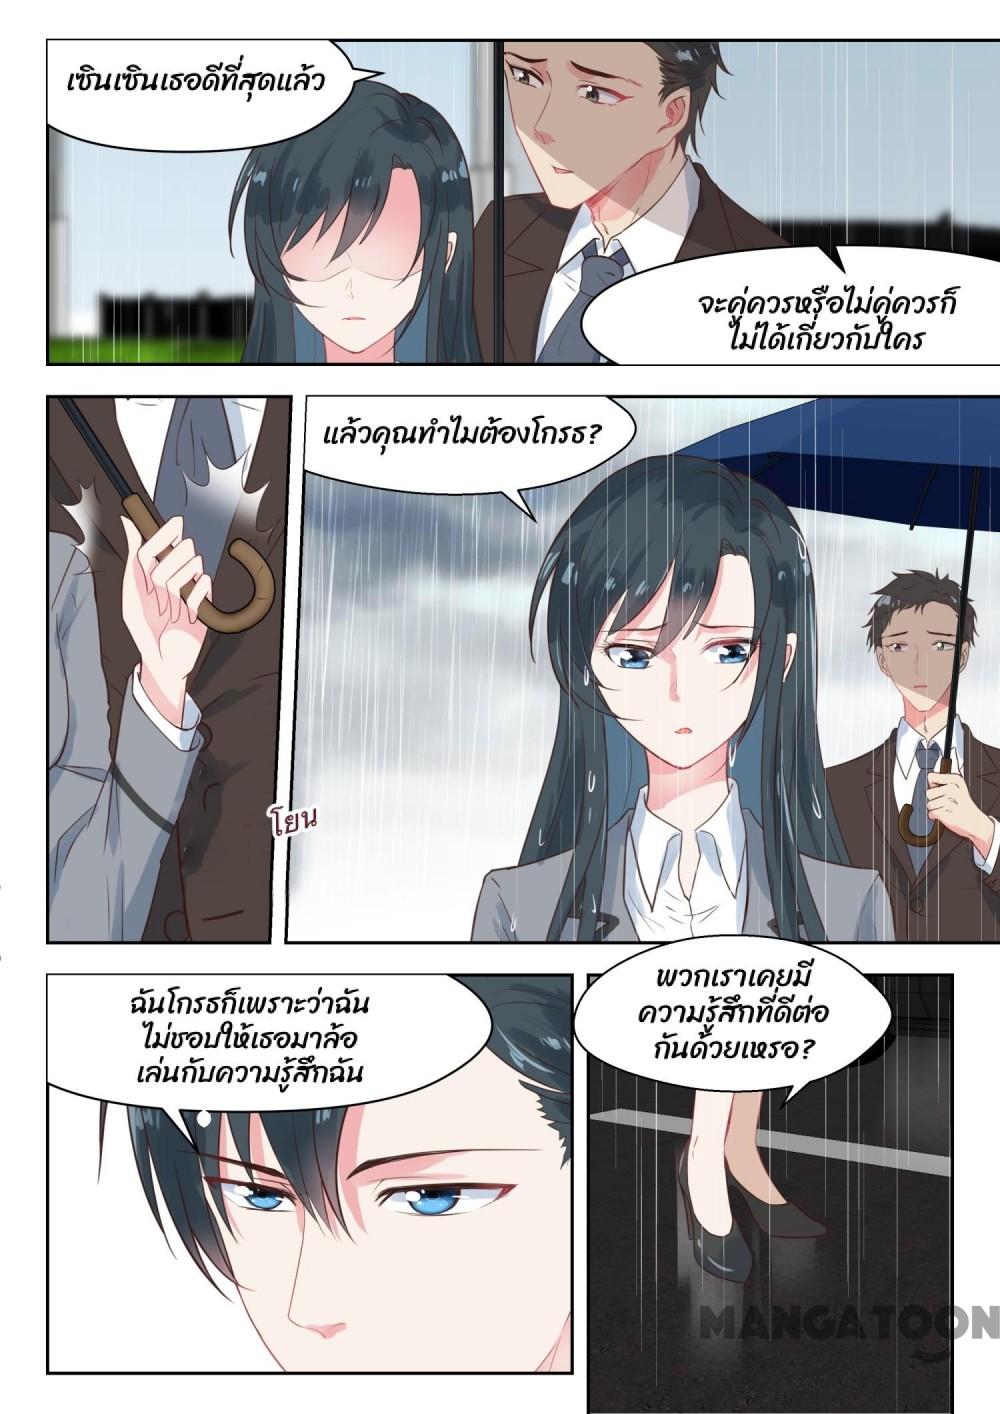 เซินเซินเธอดีที่สุดแล้ว
จะคู่ควรหรือไม่คู่ควรก็
ไม่ได้เกี่ยวกับใคร
แล้วคุณทำไมต้องโกรธ?
โยน
ฉันโกรธก็เพราะว่าฉัน
ไม่ชอบให้เธอมาล้อ
เล่นกับความรู้สึกฉัน
พวกเราเคยมี
ความรู้สึกที่ดีต่อ
กันด้วยเหรอ?
MANGATOON